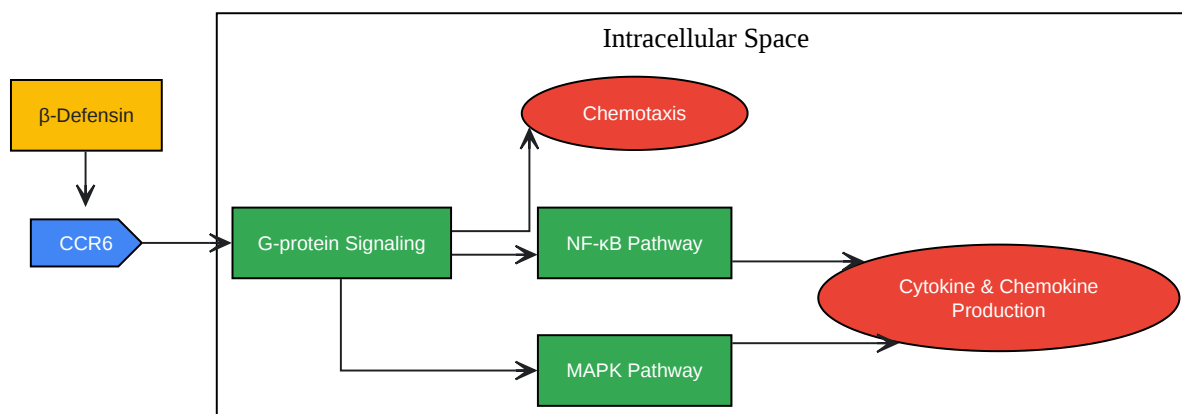 Intracellular Space
β-Defensin
Chemotaxis
CCR6
G-protein Signaling
NF-κB Pathway
Cytokine & Chemokine
Production
MAPK Pathway